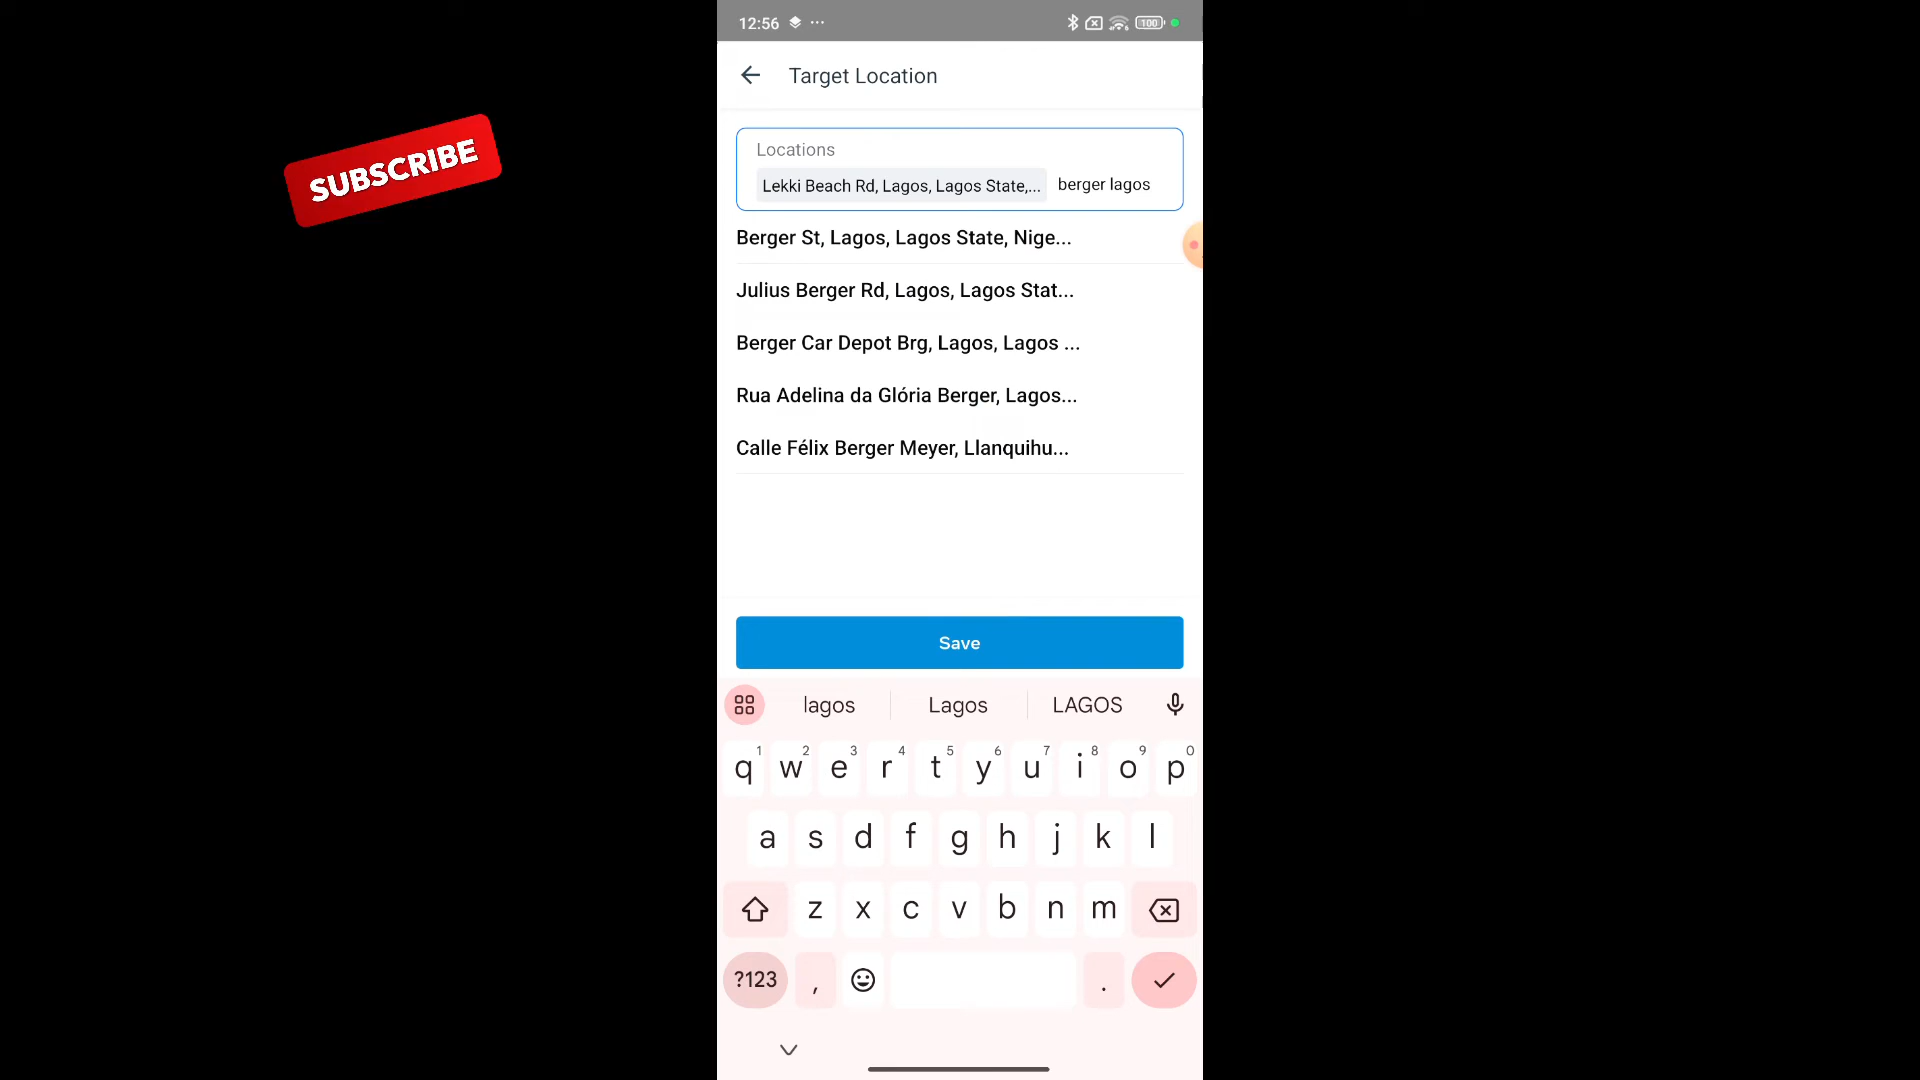 12:56
100
Target Location
SUBSCRIBE
Locations
Lekki Beach Rd, Lagos, Lagos State,... berger lagos
Berger St, Lagos, Lagos State, Nige...
Julius Berger Rd, Lagos, Lagos Stat...
Berger Car Depot Brg, Lagos, Lagos ...
Rua Adelina da Glória Berger, Lagos...
Calle Félix Berger Meyer, Llanquihu...
Save
lagos Lagos LAGOS
1 2 3 4 5 6 7 8 9 0
q w e r t y u i o p
a s d f g h j k l
z x c v b n m
?123 , .